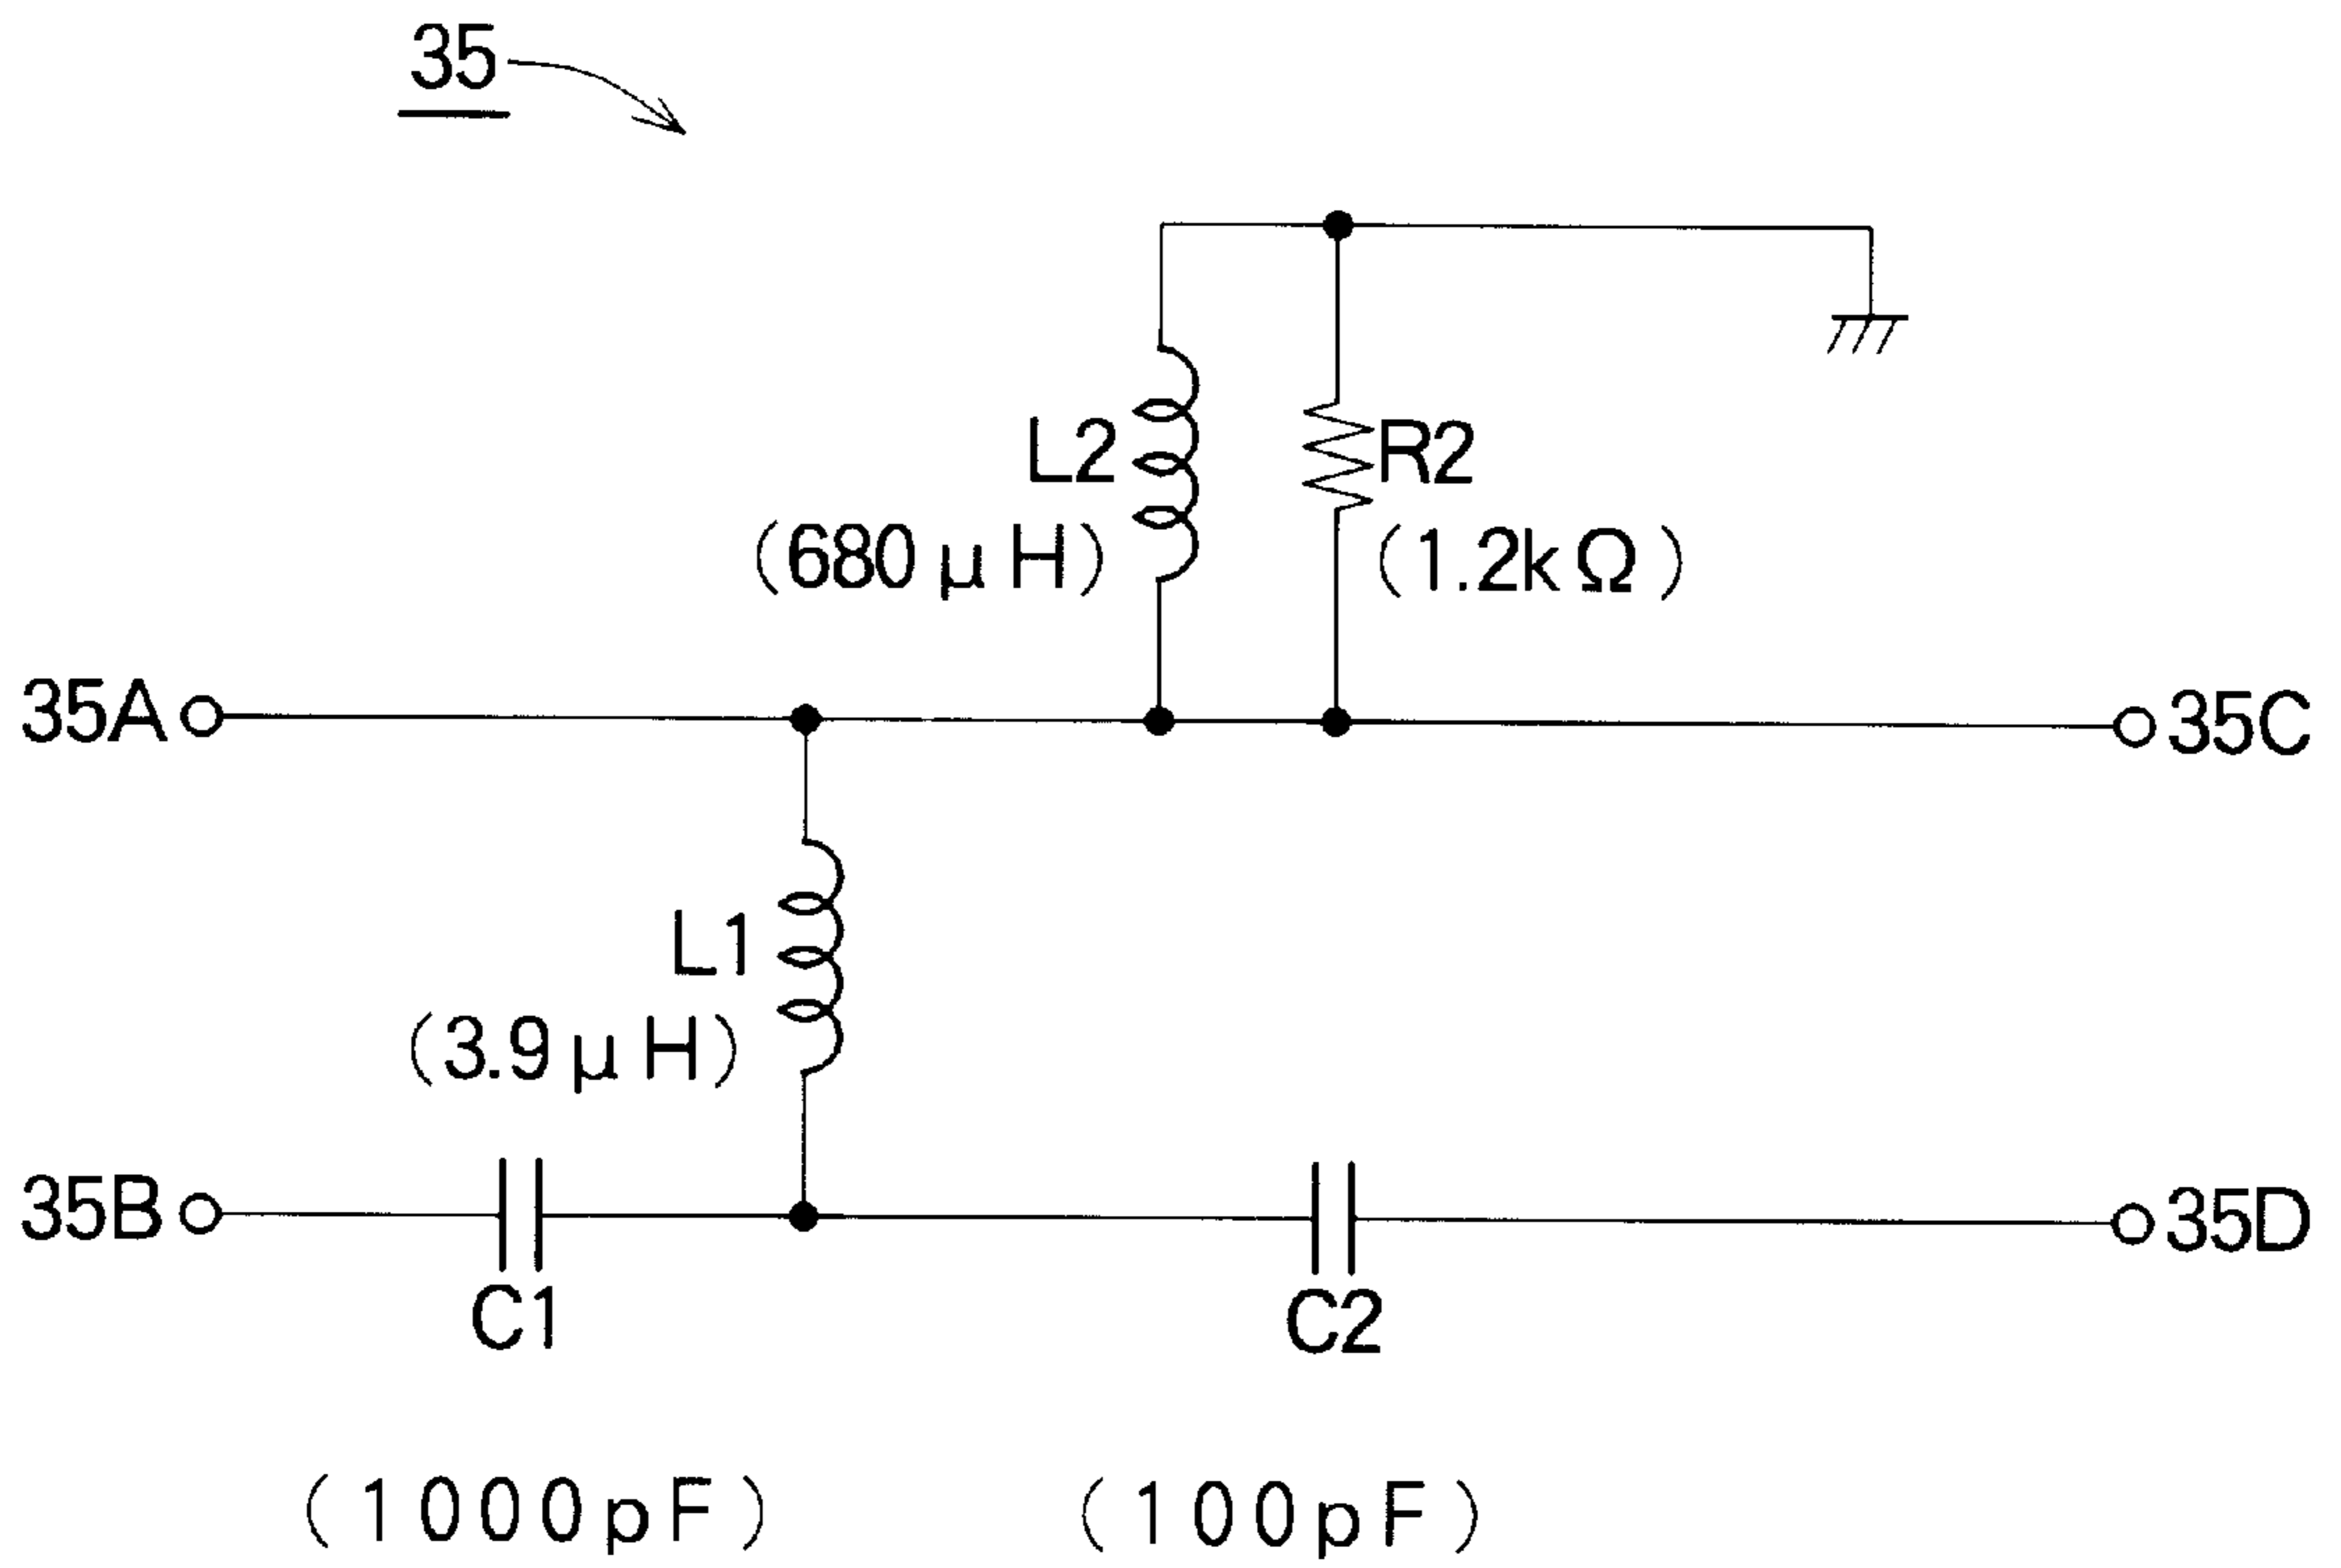 35
L2
R2
(680μH)
(1.2kΩ)
35A
35C
L1
(3.9μH)
35B
35D
C1
C2
(1000pF)
(100pF)